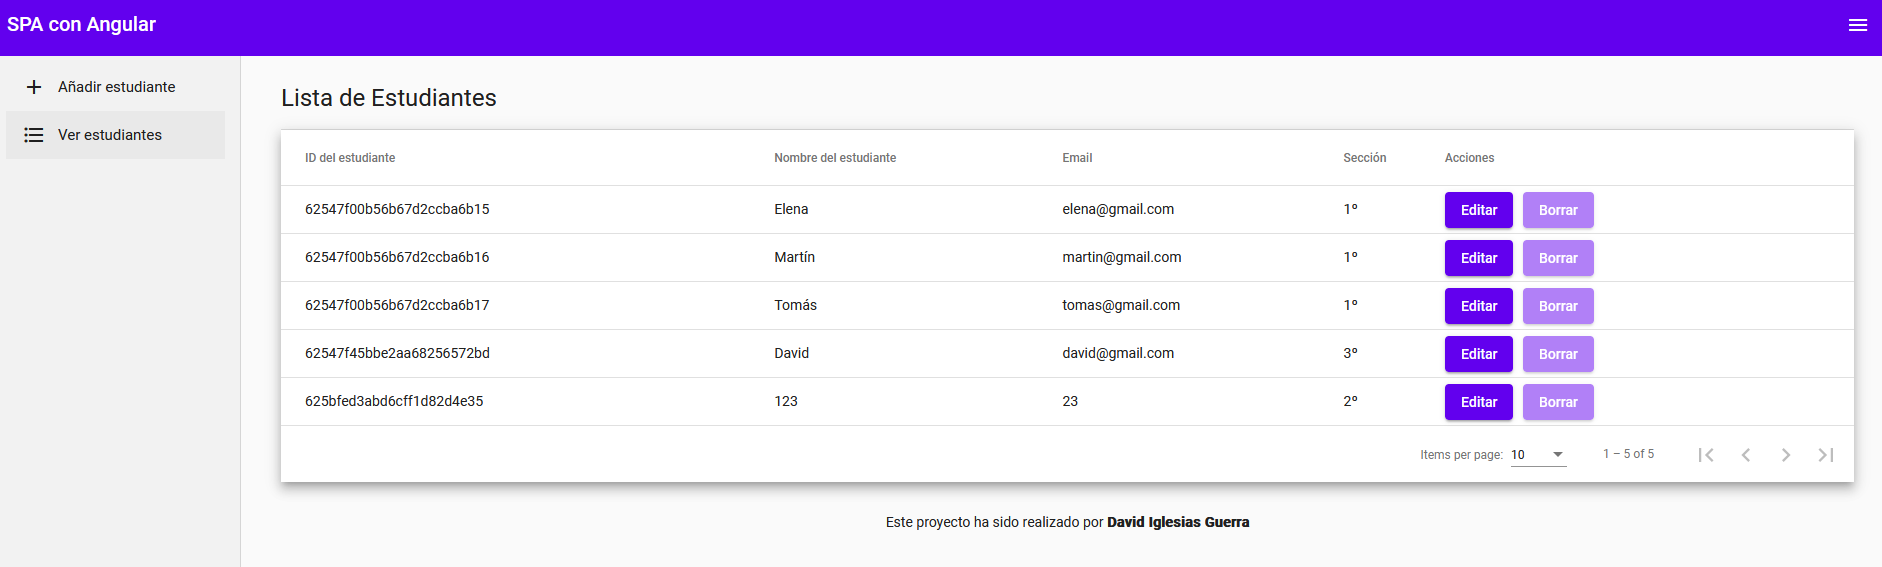 SPA con Angular
Añadir estudiante
Ver estudiantes
Lista de Estudiantes
ID del estudiante Nombre del estudiante Email Sección Acciones
62547f00b56b67d2ccba6b15 Elena elena@gmail.com 1º Editar Borrar
62547f00b56b67d2ccba6b16 Martín martin@gmail.com 1º Editar Borrar
62547f00b56b67d2ccba6b17 Tomás tomas@gmail.com 1º Editar Borrar
62547f45bbe2aa68256572bd David david@gmail.com 3º Editar Borrar
625bfed3abd6cff1d82d4e35 123 23 2º Editar Borrar
Items per page: 10 1 – 5 of 5
Este proyecto ha sido realizado por David Iglesias Guerra